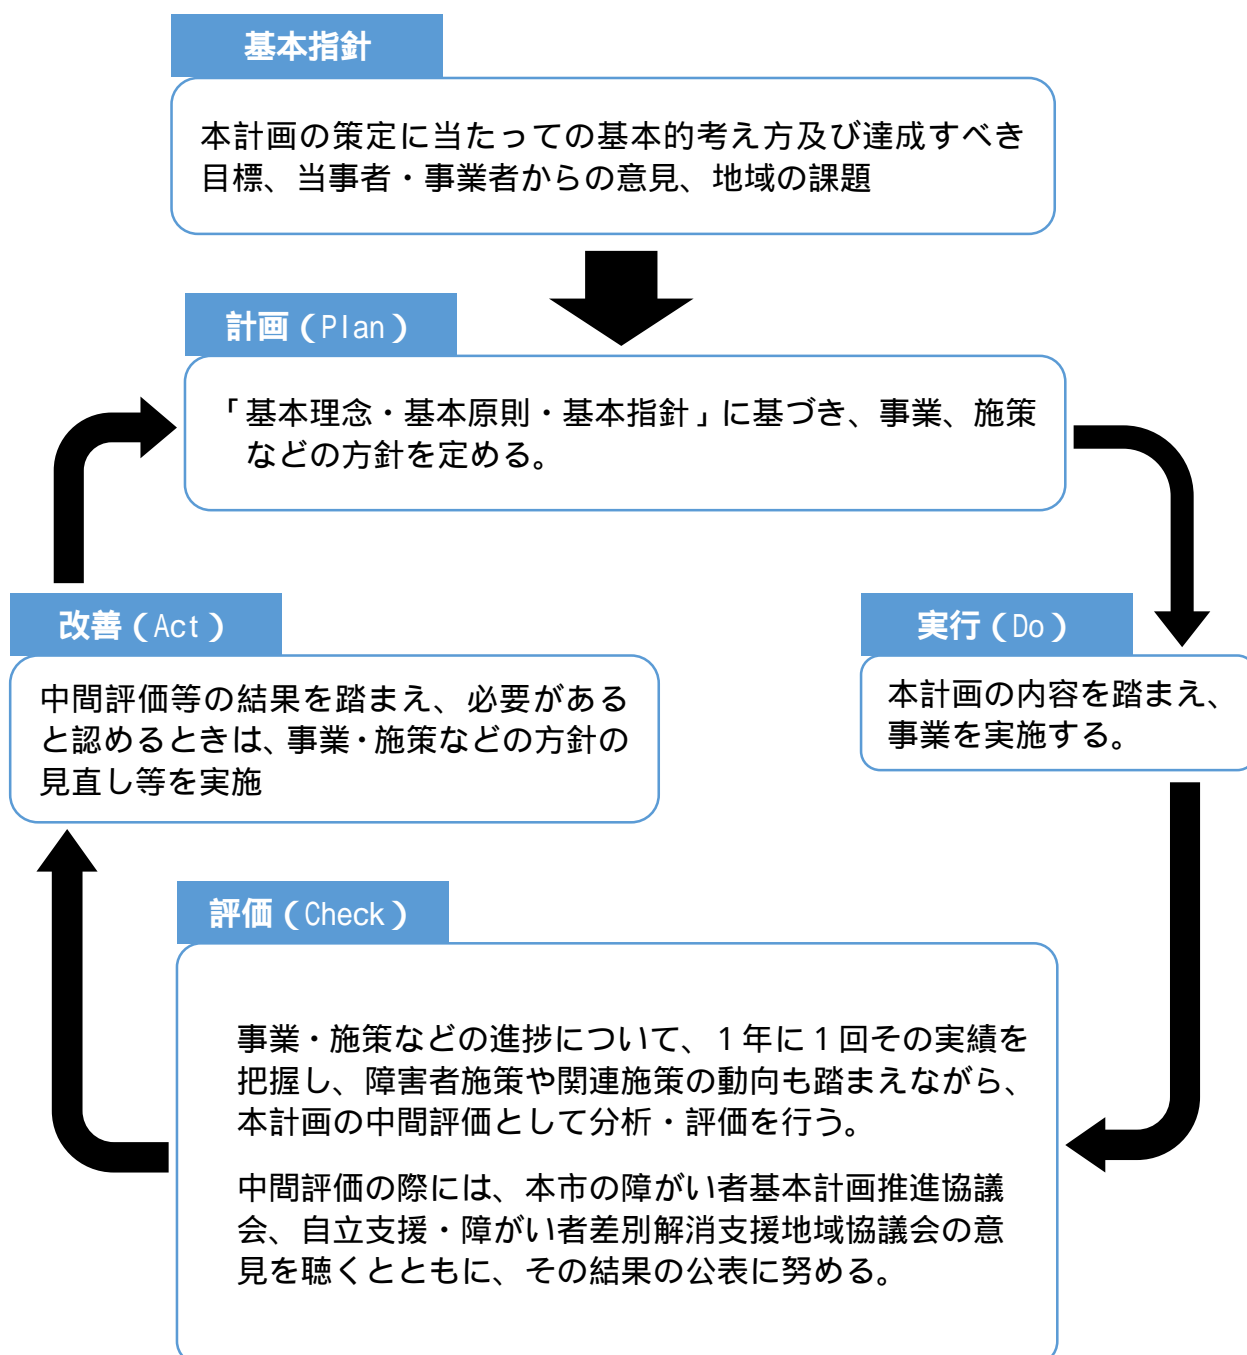 基本指針
本計画の策定に当たっての基本的考え方及び達成すべき
目標、当事者・事業者からの意見、地域の課題
計画（Plan）
「基本理念・基本原則・基本指針」に基づき、事業、施策
などの方針を定める。
改善（Act）
中間評価等の結果を踏まえ、必要がある
と認めるときは、事業・施策などの方針の
見直し等を実施
実行（Do）
本計画の内容を踏まえ、
事業を実施する。
評価（Check）
事業・施策などの進捗について、１年に１回その実績を
把握し、障害者施策や関連施策の動向も踏まえながら、
本計画の中間評価として分析・評価を行う。
中間評価の際には、本市の障がい者基本計画推進協議
会、自立支援・障がい者差別解消支援地域協議会の意
見を聴くとともに、その結果の公表に努める。